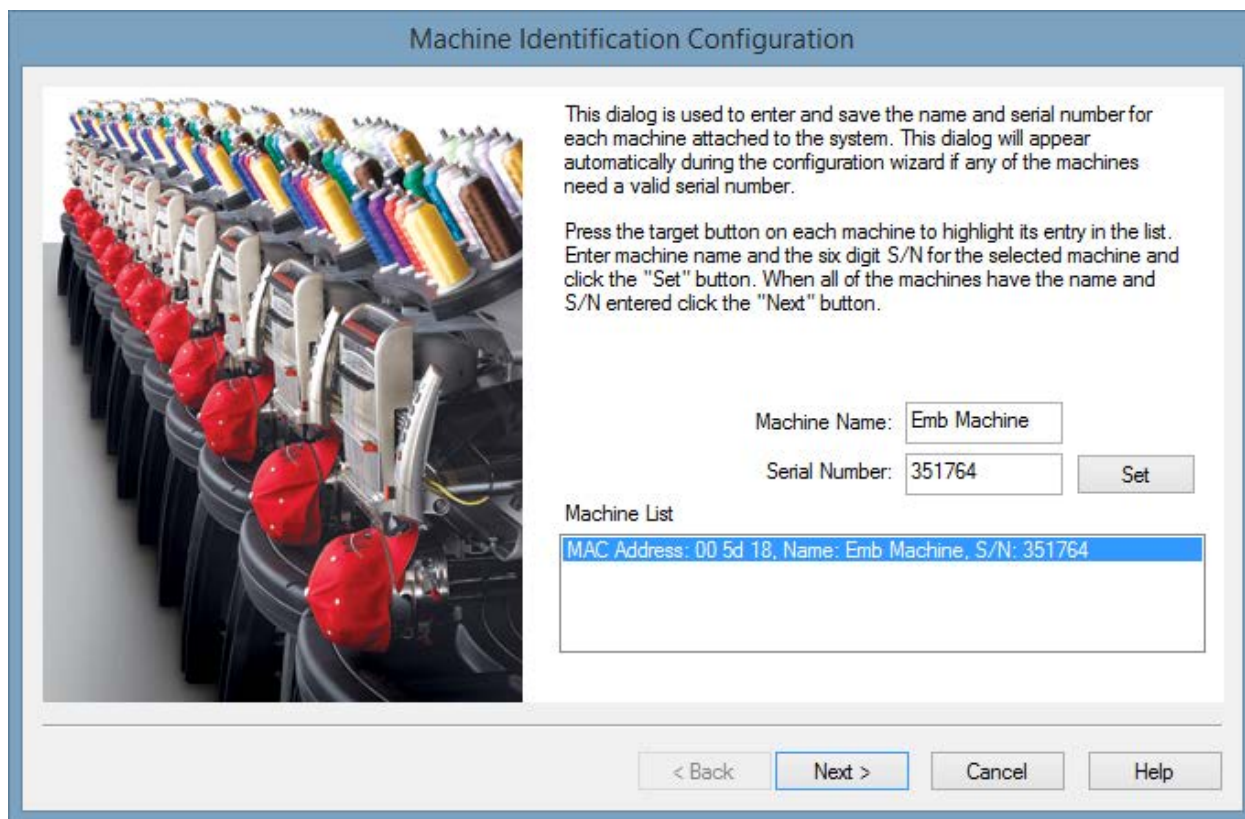 Machine Identification Configuration
This dialog is used to enter and save the name and serial number for
each machine attached to the system. This dialog will appear
automatically during the configuration wizard if any of the machines
need a valid serial number.
Press the target button on each machine to highlight its entry in the list.
Enter machine name and the six digit S/N for the selected machine and
click the "Set" button. When all of the machines have the name and
S/N entered click the "Next" button.
Machine Name: Emb Machine
Serial Number: 351764 Set
Machine List
MAC Address: 00 5d 18, Name: Emb Machine, S/N: 351764
< Back Next > Cancel Help